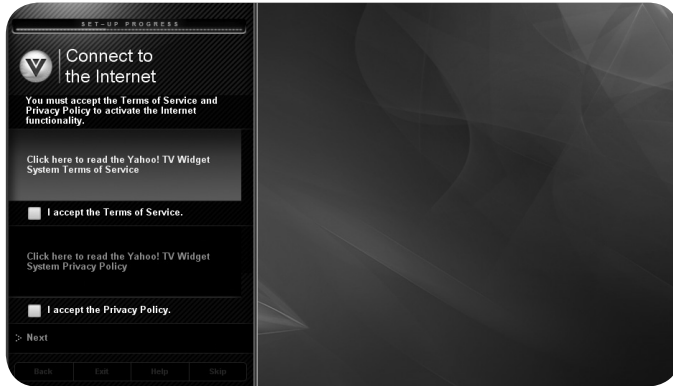 SET-UP PROGRESS
V
Connect to
the Internet
You must accept the Terms of Service and
Privacy Policy to activate the Internet
functionality.
Click here to read the Yahoo! TV Widget
System Terms of Service
I accept the Terms of Service.
Click here to read the Yahoo! TV Widget
System Privacy Policy
I accept the Privacy Policy.
> Next
Back Exit Help Skip